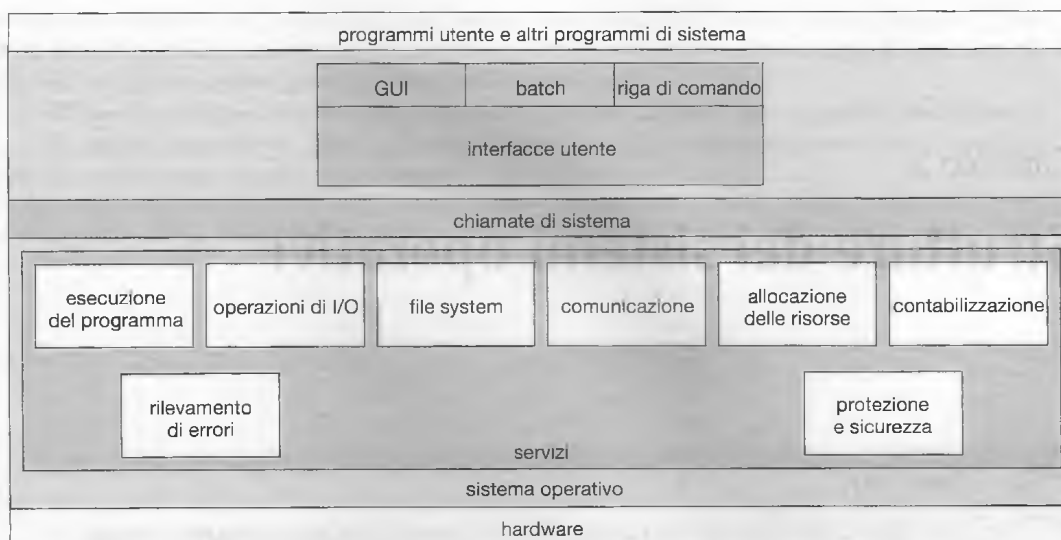 programmi utente e altri programmi di sistema
GUI
batch
riga di comando
interfacce utente
chiamate di sistema
esecuzione
del programma
operazioni di I/O
file system
comunicazione
allocazione
delle risorse
contabilizzazione
rilevamento
di errori
protezione
e sicurezza
servizi
sistema operativo
hardware